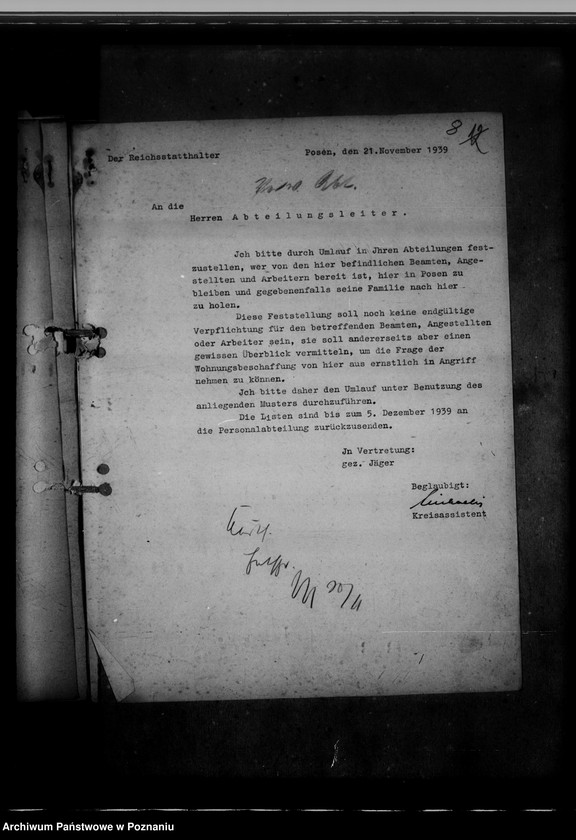 8 12
Der Reichsstatthalter Posen, den 21.November 1939
An die
Herren Abteilungsleiter.
Jch bitte durch Umlauf in Jhren Abteilungen fest-
zustellen, wer von den hier befindlichen Beamten, Ange-
stellten und Arbeitern bereit ist, hier in Posen zu
bleiben und gegebenenfalls seine Familie nach hier
zu holen.
Diese Feststellung soll noch keine endgültige
Verpflichtung für den betreffenden Beamten, Angestellten
oder Arbeiter sein, sie soll andererseits aber einen
gewissen Überblick vermitteln, um die Frage der
Wohnungsbeschaffung von hier aus ernstlich in Angriff
nehmen zu können.
Jch bitte daher den Umlauf unter Benutzung des
anliegenden Musters durchzuführen.
Die Listen sind bis zum 5. Dezember 1939 an
die Personalabteilung zurückzusenden.
Jn Vertretung:
gez. Jäger
Beglaubigt:
Kreisassistent
30/11
Archiwum Państwowe w Poznaniu